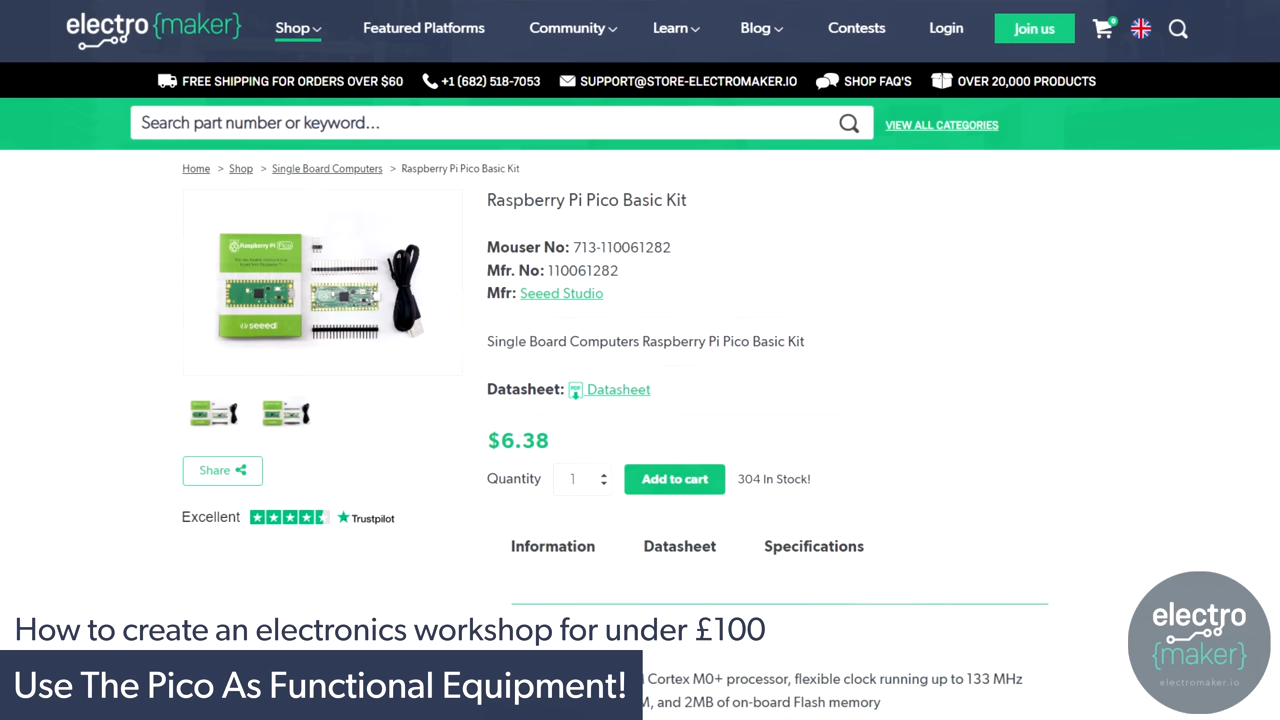 electro {maker}
Shop
Featured Platforms
Community
Learn
Blog
Contests
Login
Join us
0
FREE SHIPPING FOR ORDERS OVER $60
+1 (682) 518-7053
SUPPORT@STORE-ELECTROMAKER.IO
SHOP FAQ'S
OVER 20,000 PRODUCTS
Search part number or keyword...
VIEW ALL CATEGORIES
Home > Shop > Single Board Computers > Raspberry Pi Pico Basic Kit
Raspberry Pi Pico Basic Kit
Raspberry Pi Pico
seeed
Mouser No: 713-110061282
Mfr. No: 110061282
Mfr: Seeed Studio
Single Board Computers Raspberry Pi Pico Basic Kit
Datasheet: PDF Datasheet
$6.38
Quantity 1 Add to cart 304 In Stock!
Share
Excellent Trustpilot
Information Datasheet Specifications
How to create an electronics workshop for under £100
Use The Pico As Functional Equipment!
Cortex M0+ processor, flexible clock running up to 133 MHz
, and 2MB of on-board Flash memory
electro
{maker}
electromaker.io